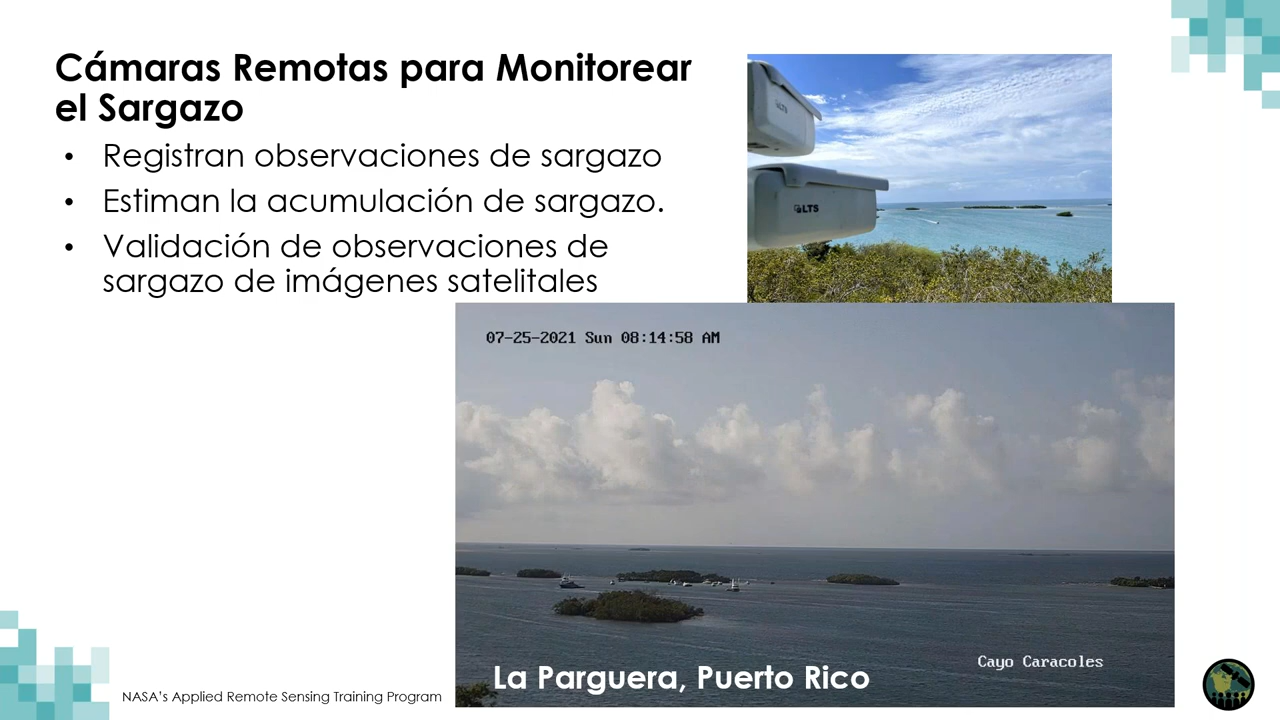 Cámaras Remotas para Monitorear
el Sargazo
• Registran observaciones de sargazo
• Estiman la acumulación de sargazo.
• Validación de observaciones de
sargazo de imágenes satelitales
LTS
LTS
07-25-2021 Sun 08:14:58 AM
Cayo Caracoles
La Parguera, Puerto Rico
NASA's Applied Remote Sensing Training Program